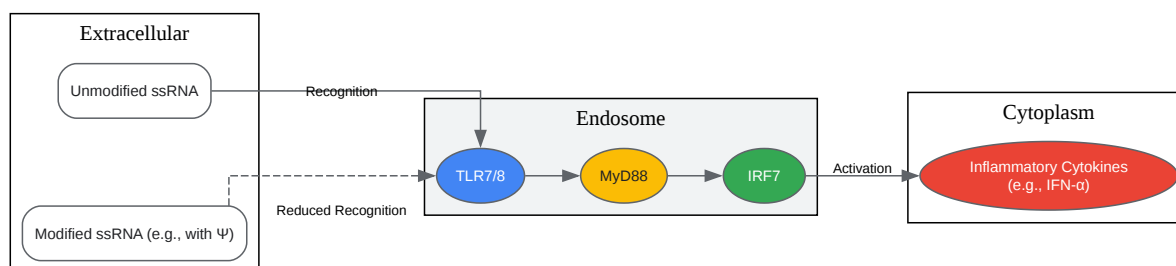 Extracellular
Unmodified ssRNA
Recognition
Modified ssRNA (e.g., with Ψ)
Reduced Recognition
Endosome
TLR7/8
MyD88
IRF7
Activation
Cytoplasm
Inflammatory Cytokines
(e.g., IFN-α)